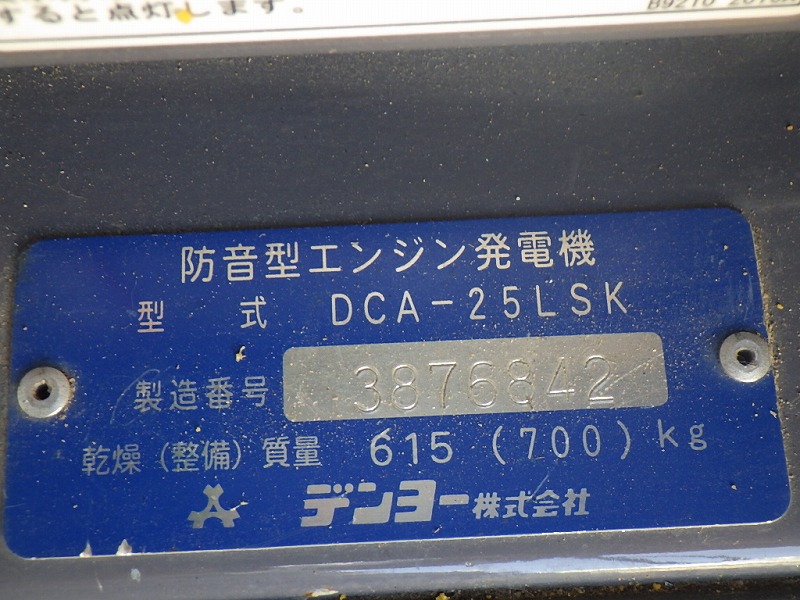 すると点灯します。
防音型エンジン発電機
型 式 DCA-25LSK
製造番号 3876842
乾燥(整備)質量 615 (700) kg
デンヨー株式会社